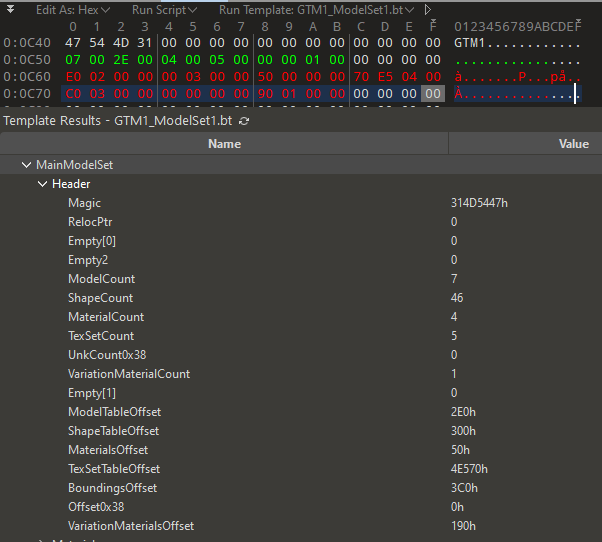 Edit As: Hex Run Script Run Template: GTM1_ModelSet1.bt
0 1 2 3 4 5 6 7 8 9 A B C D E F 0123456789ABCDEF
0:0C40 47 54 4D 31 00 00 00 00 00 00 00 00 00 00 00 00 GTM1............
0:0C50 07 00 2E 00 04 00 05 00 00 00 01 00 00 00 00 00 ................
0:0C60 E0 02 00 00 00 03 00 00 50 00 00 00 70 E5 04 00 à.......P...På..
0:0C70 C0 03 00 00 00 00 00 00 90 01 00 00 00 00 00 00 À...............
Template Results - GTM1_ModelSet1.bt
Name Value
MainModelSet
Header
Magic 314D5447h
RelocPtr 0
Empty[0] 0
Empty2 0
ModelCount 7
ShapeCount 46
MaterialCount 4
TexSetCount 5
UnkCount0x38 0
VariationMaterialCount 1
Empty[1] 0
ModelTableOffset 2E0h
ShapeTableOffset 300h
MaterialsOffset 50h
TexSetTableOffset 4E570h
BoundingsOffset 3C0h
Offset0x38 0h
VariationMaterialsOffset 190h